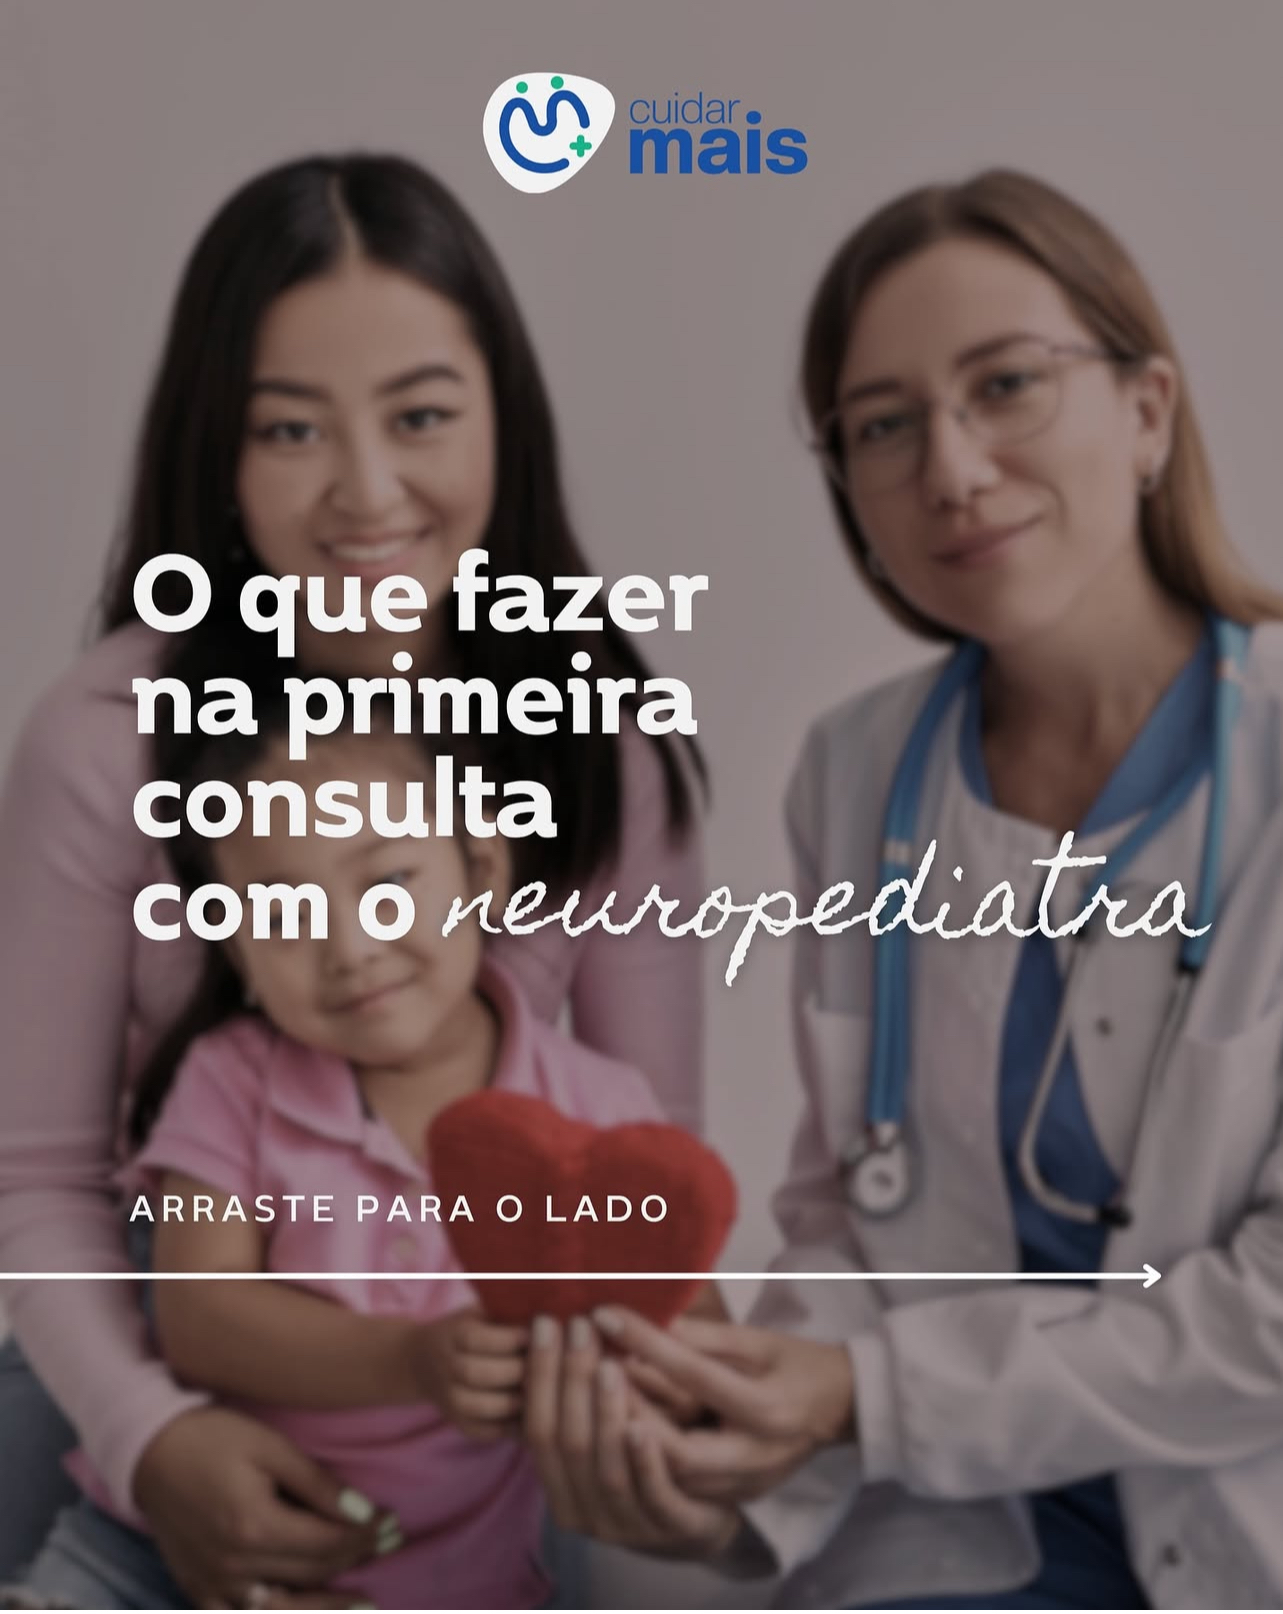 cuidar
mais
O que fazer
na primeira
consulta
com o neuropediatra
ARRASTE PARA O LADO